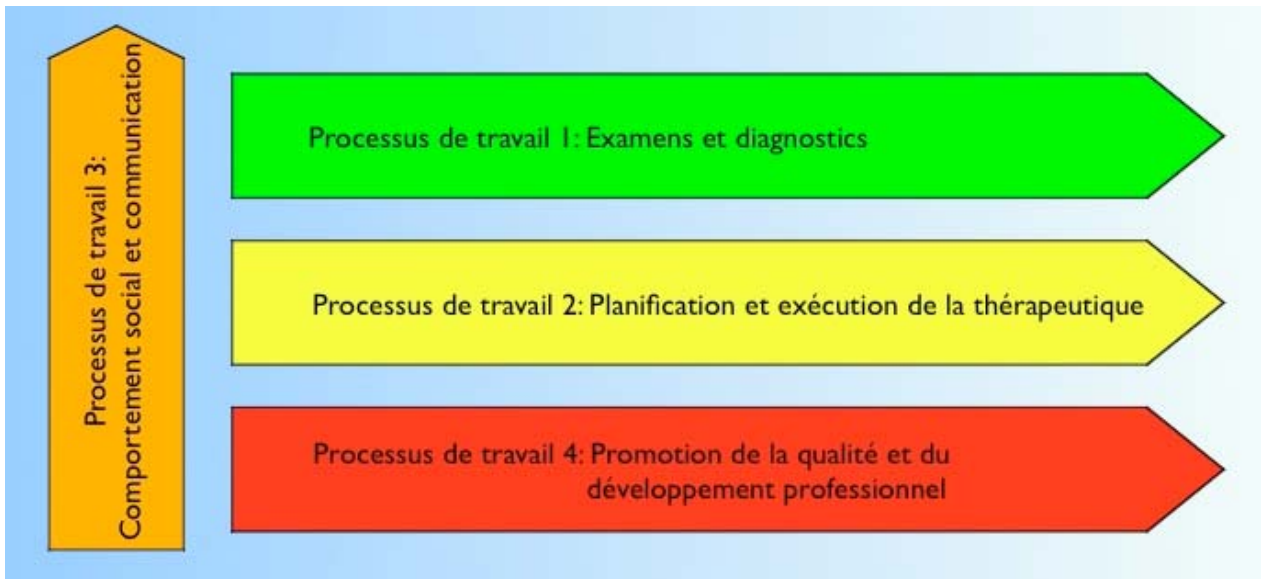 Processus de travail 3:
Comportement social et communication
Processus de travail 1: Examens et diagnostics
Processus de travail 2: Planification et exécution de la thérapeutique
Processus de travail 4: Promotion de la qualité et du
développement professionnel